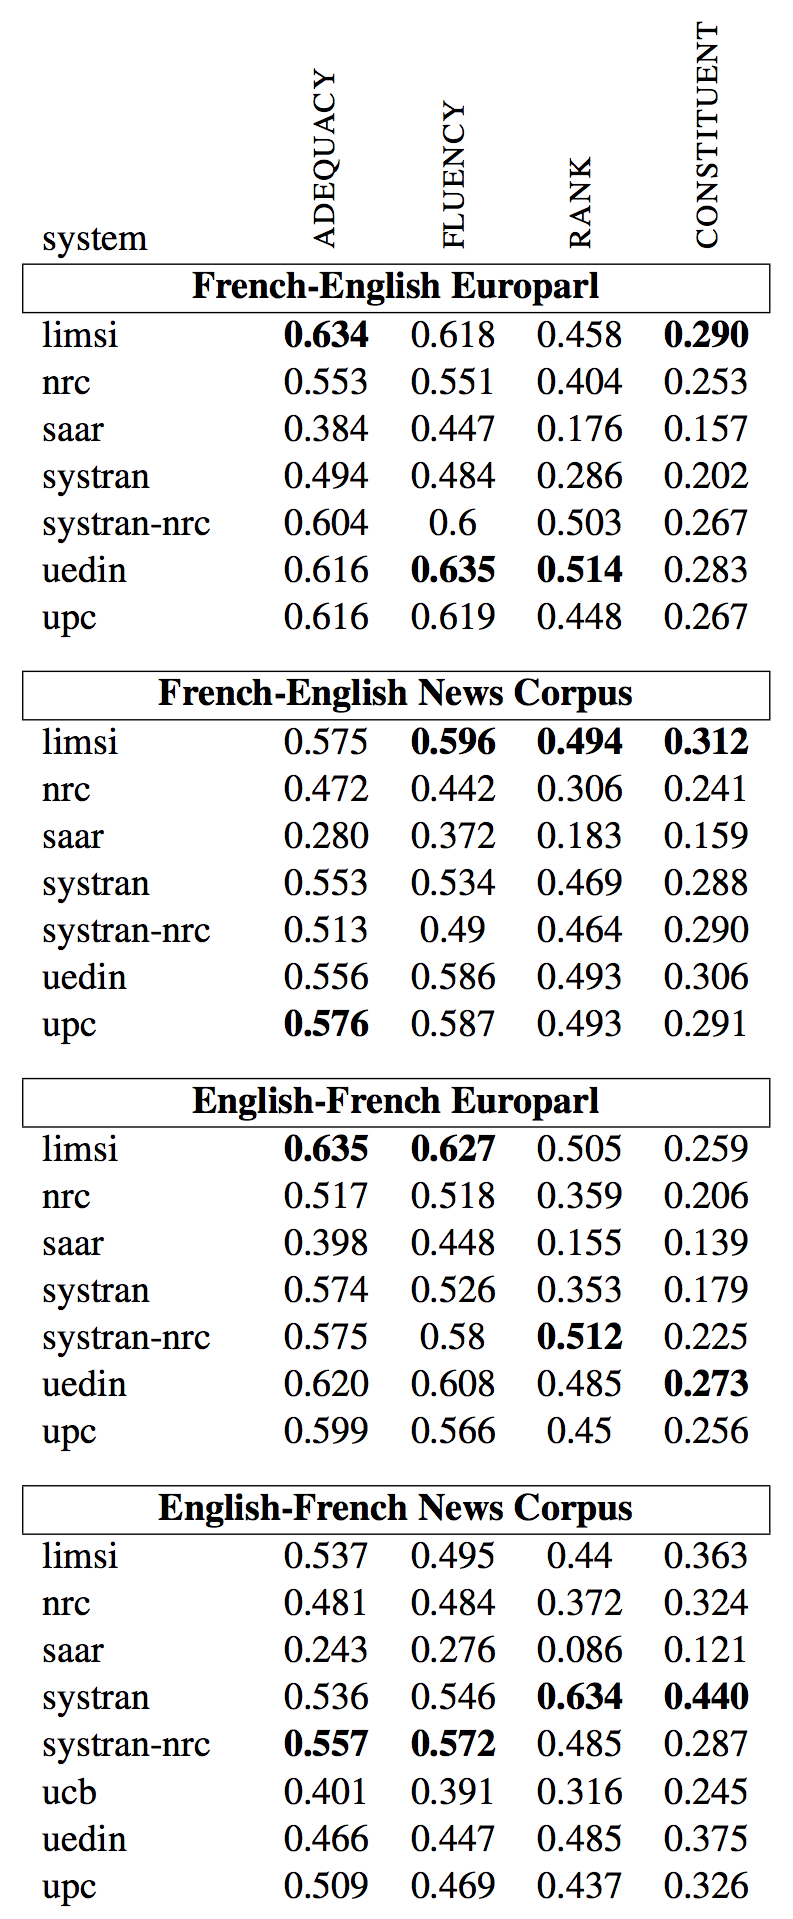 system ADEQUACY FLUENCY RANK CONSTITUENT
French-English Europarl
limsi 0.634 0.618 0.458 0.290
nrc 0.553 0.551 0.404 0.253
saar 0.384 0.447 0.176 0.157
systran 0.494 0.484 0.286 0.202
systran-nrc 0.604 0.6 0.503 0.267
uedin 0.616 0.635 0.514 0.283
upc 0.616 0.619 0.448 0.267
French-English News Corpus
limsi 0.575 0.596 0.494 0.312
nrc 0.472 0.442 0.306 0.241
saar 0.280 0.372 0.183 0.159
systran 0.553 0.534 0.469 0.288
systran-nrc 0.513 0.49 0.464 0.290
uedin 0.556 0.586 0.493 0.306
upc 0.576 0.587 0.493 0.291
English-French Europarl
limsi 0.635 0.627 0.505 0.259
nrc 0.517 0.518 0.359 0.206
saar 0.398 0.448 0.155 0.139
systran 0.574 0.526 0.353 0.179
systran-nrc 0.575 0.58 0.512 0.225
uedin 0.620 0.608 0.485 0.273
upc 0.599 0.566 0.45 0.256
English-French News Corpus
limsi 0.537 0.495 0.44 0.363
nrc 0.481 0.484 0.372 0.324
saar 0.243 0.276 0.086 0.121
systran 0.536 0.546 0.634 0.440
systran-nrc 0.557 0.572 0.485 0.287
ucb 0.401 0.391 0.316 0.245
uedin 0.466 0.447 0.485 0.375
upc 0.509 0.469 0.437 0.326